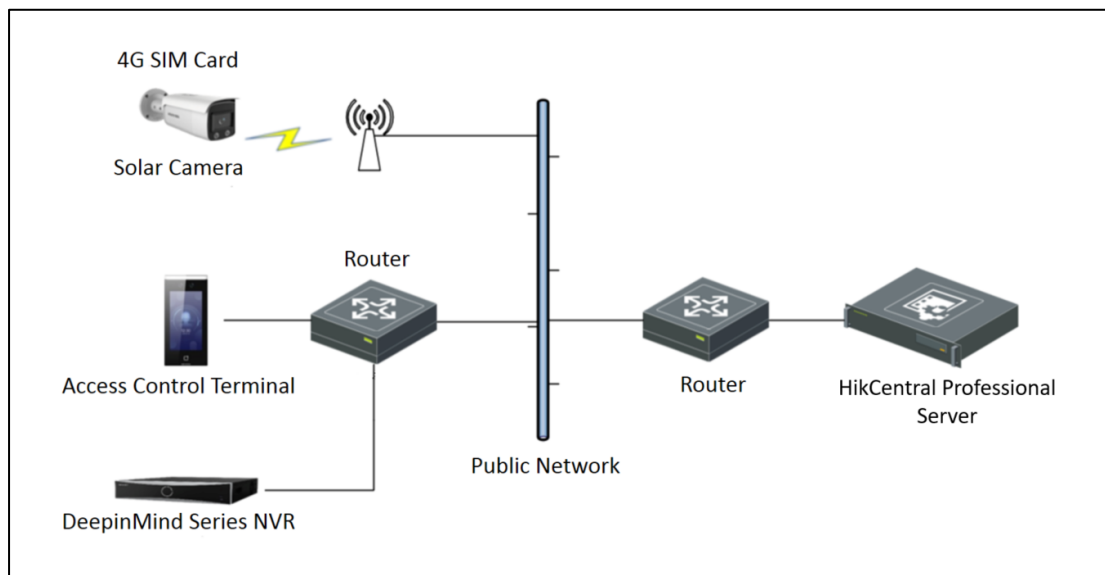 4G SIM Card
Solar Camera
Router
Access Control Terminal
DeepinMind Series NVR
Public Network
Router
HikCentral Professional
Server